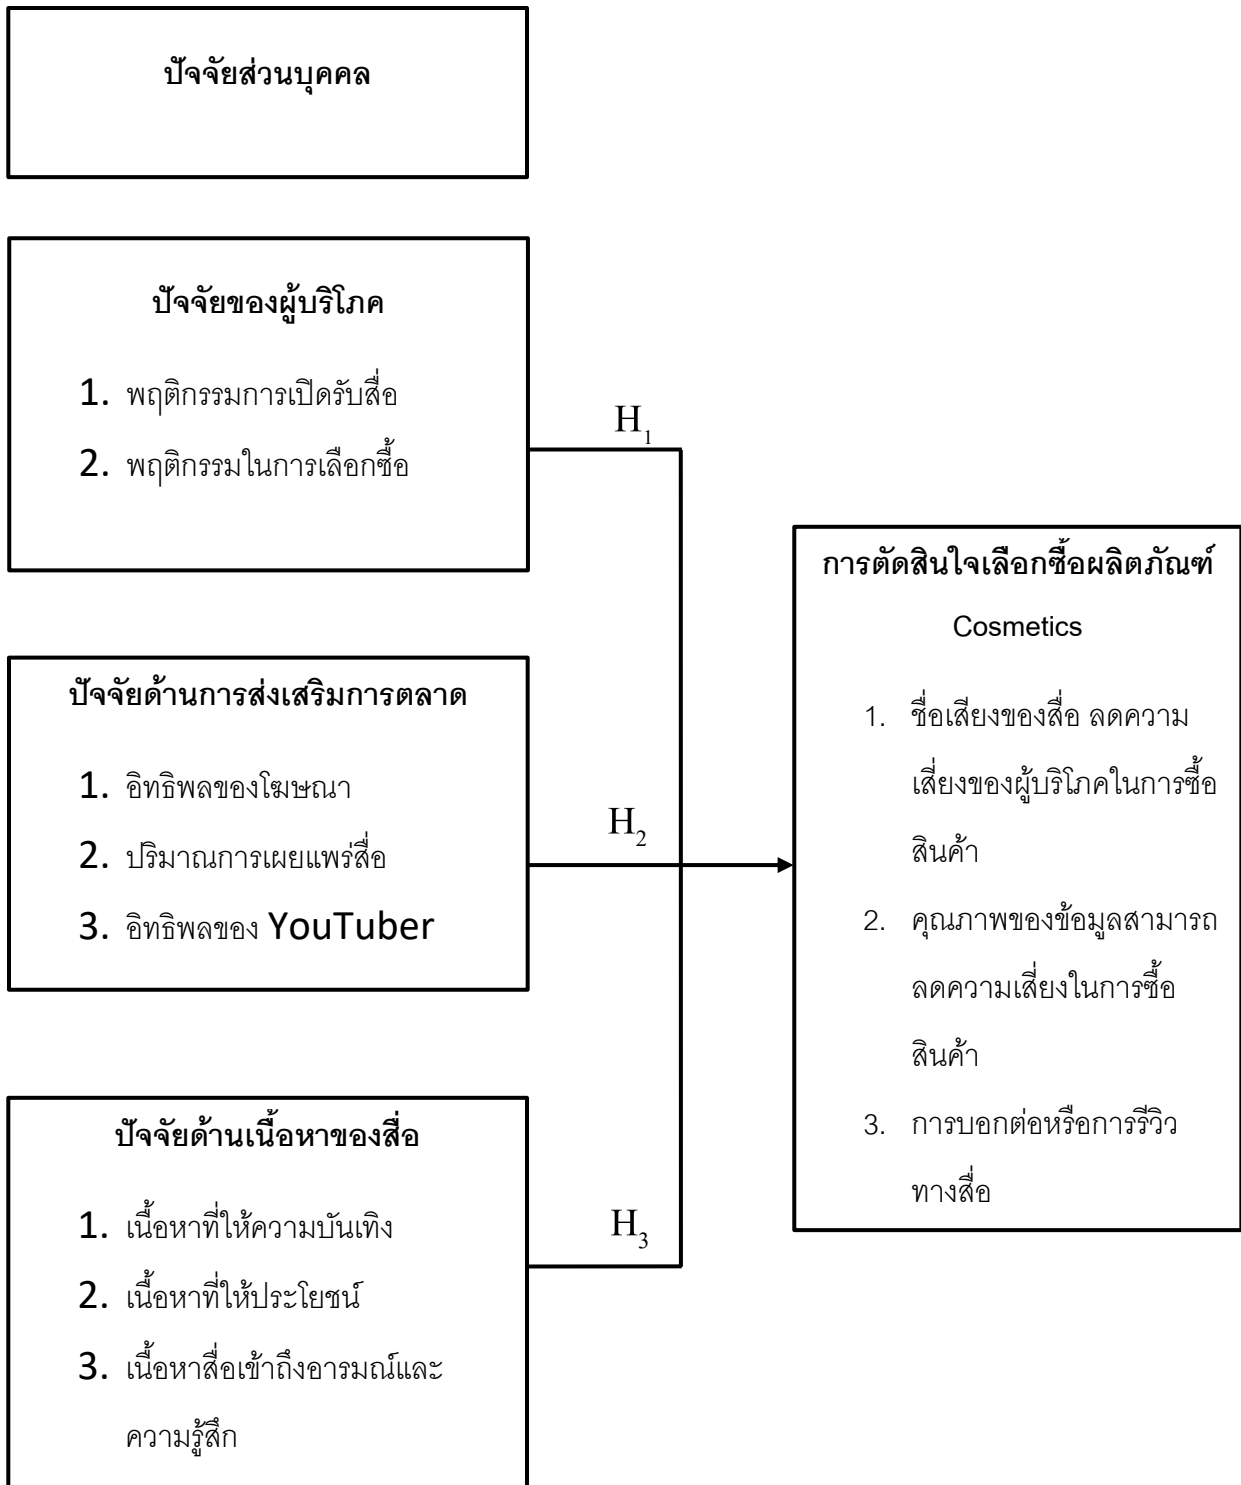 ปัจจัยส่วนบุคคล
ปัจจัยของผู้บริโภค
1. พฤติกรรมการเปิดรับสื่อ
2. พฤติกรรมในการเลือกซื้อ
H1
ปัจจัยด้านการส่งเสริมการตลาด
1. อิทธิพลของโฆษณา
2. ปริมาณการเผยแพร่สื่อ
3. อิทธิพลของ YouTuber
H2
ปัจจัยด้านเนื้อหาของสื่อ
1. เนื้อหาที่ให้ความบันเทิง
2. เนื้อหาที่ให้ประโยชน์
3. เนื้อหาสื่อเข้าถึงอารมณ์และ
ความรู้สึก
H3
การตัดสินใจเลือกซื้อผลิตภัณฑ์
Cosmetics
1. ชื่อเสียงของสื่อ ลดความ
เสี่ยงของผู้บริโภคในการซื้อ
สินค้า
2. คุณภาพของข้อมูลสามารถ
ลดความเสี่ยงในการซื้อ
สินค้า
3. การบอกต่อหรือการรีวิว
ทางสื่อ